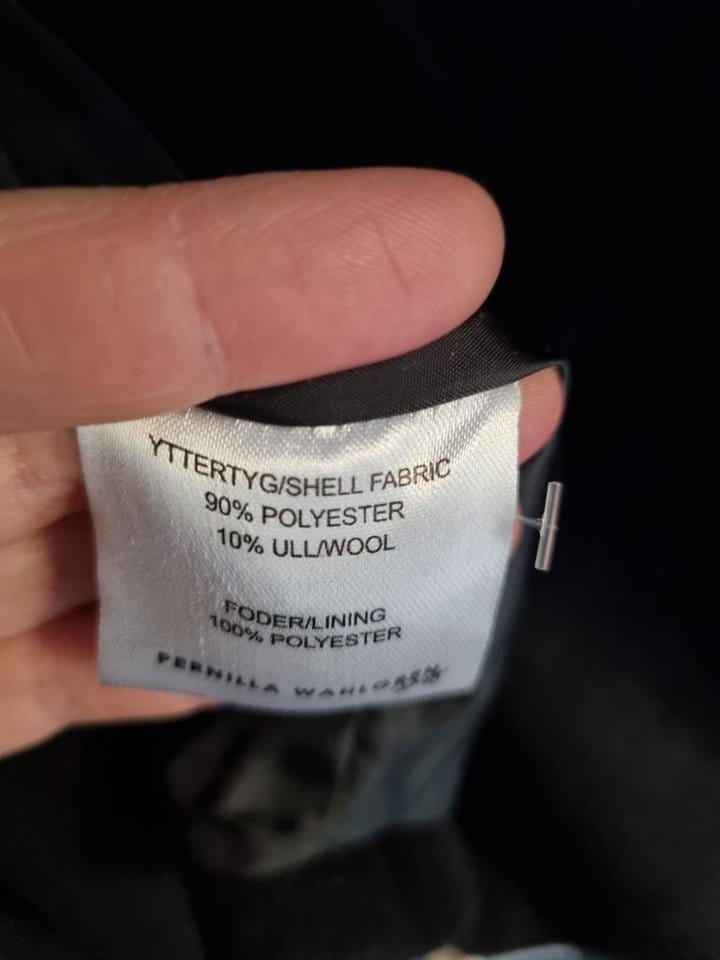 YTTERTYG/SHELL FABRIC
90% POLYESTER
10% ULL/WOOL
FODER/LINING
100% POLYESTER
PERNILLA WAHLGREN